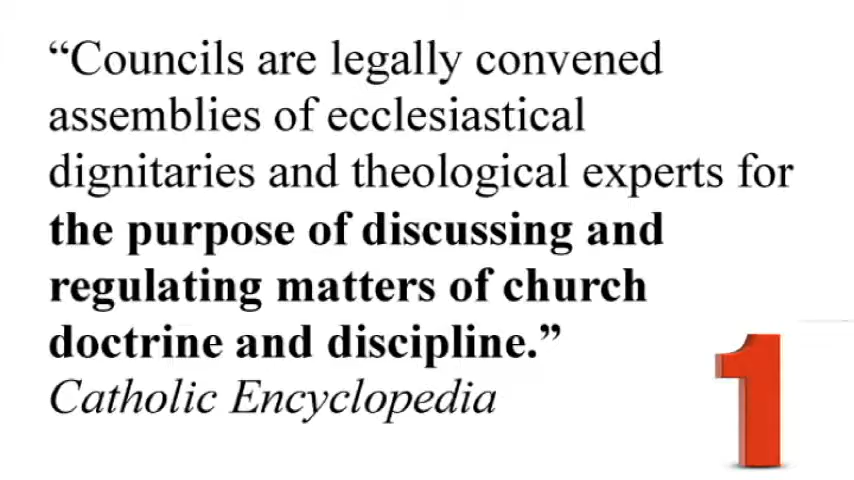 “Councils are legally convened
assemblies of ecclesiastical
dignitaries and theological experts for
the purpose of discussing and
regulating matters of church
doctrine and discipline.”
Catholic Encyclopedia
1